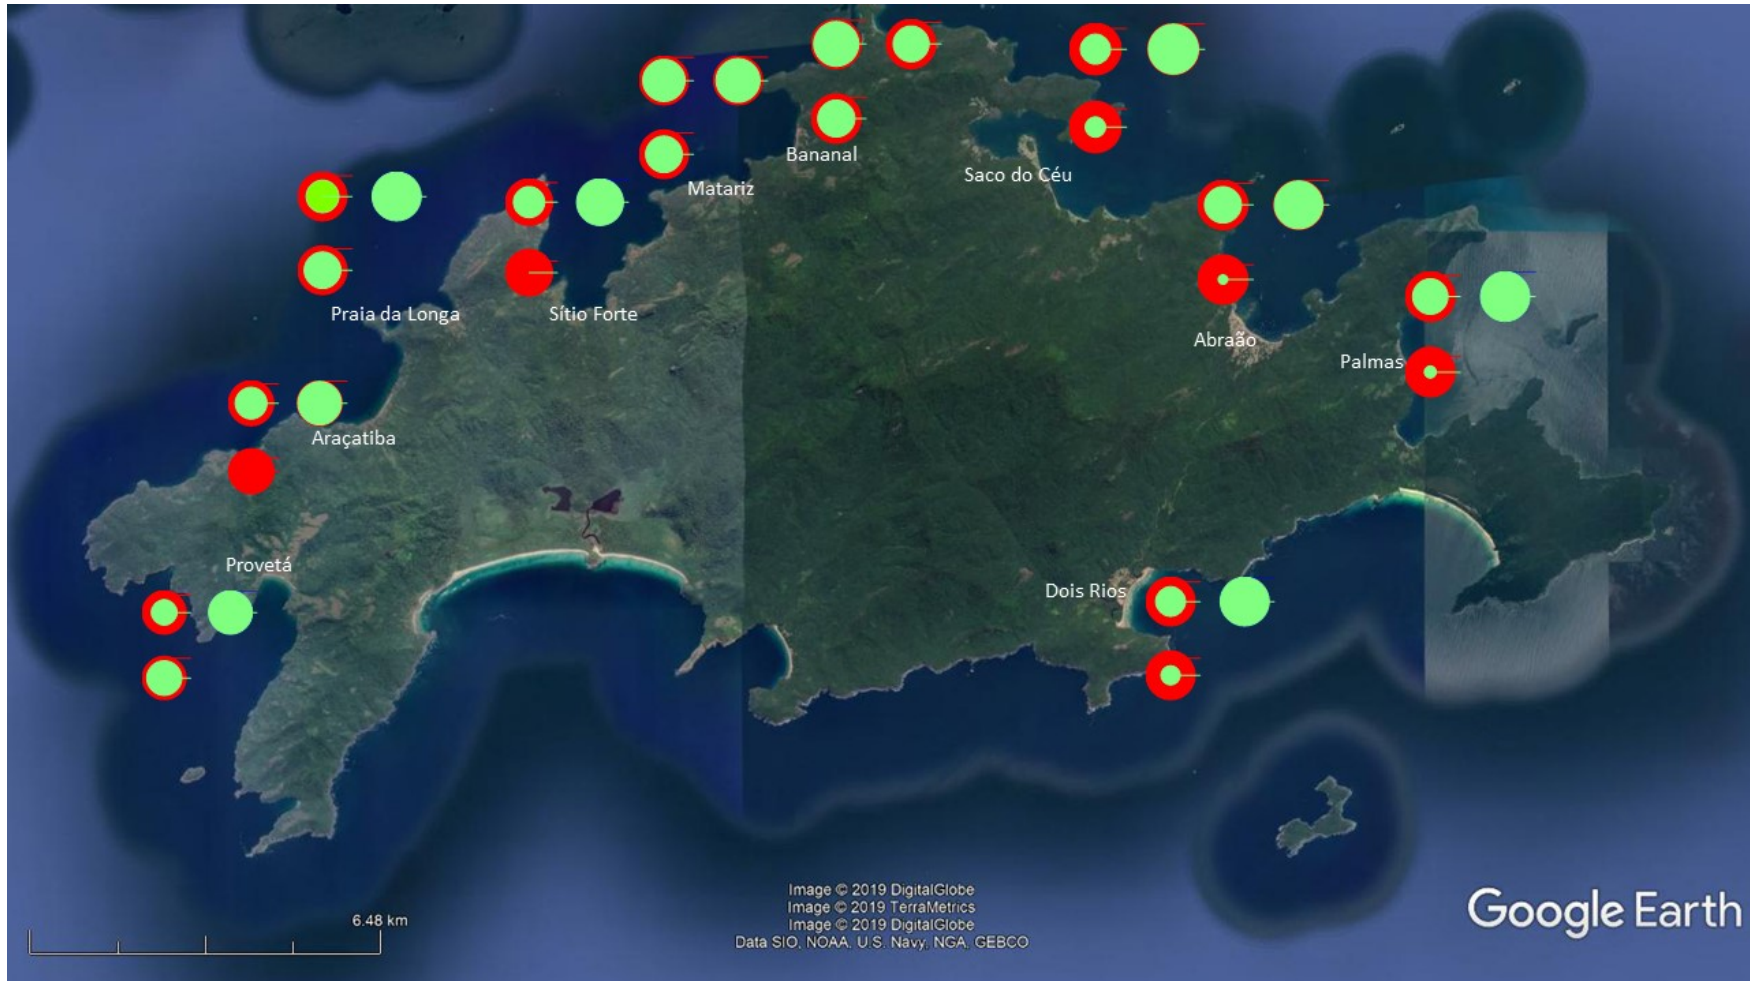 Bananal
Saco do Céu
Matariz
Praia da Longa
Sítio Forte
Abraão
Palmas
Araçatiba
Provetá
Dois Rios
6.48 km
Image © 2019 DigitalGlobe
Image © 2019 TerraMetrics
Image © 2019 DigitalGlobe
Data SIO, NOAA, U.S. Navy, NGA, GEBCO
Google Earth